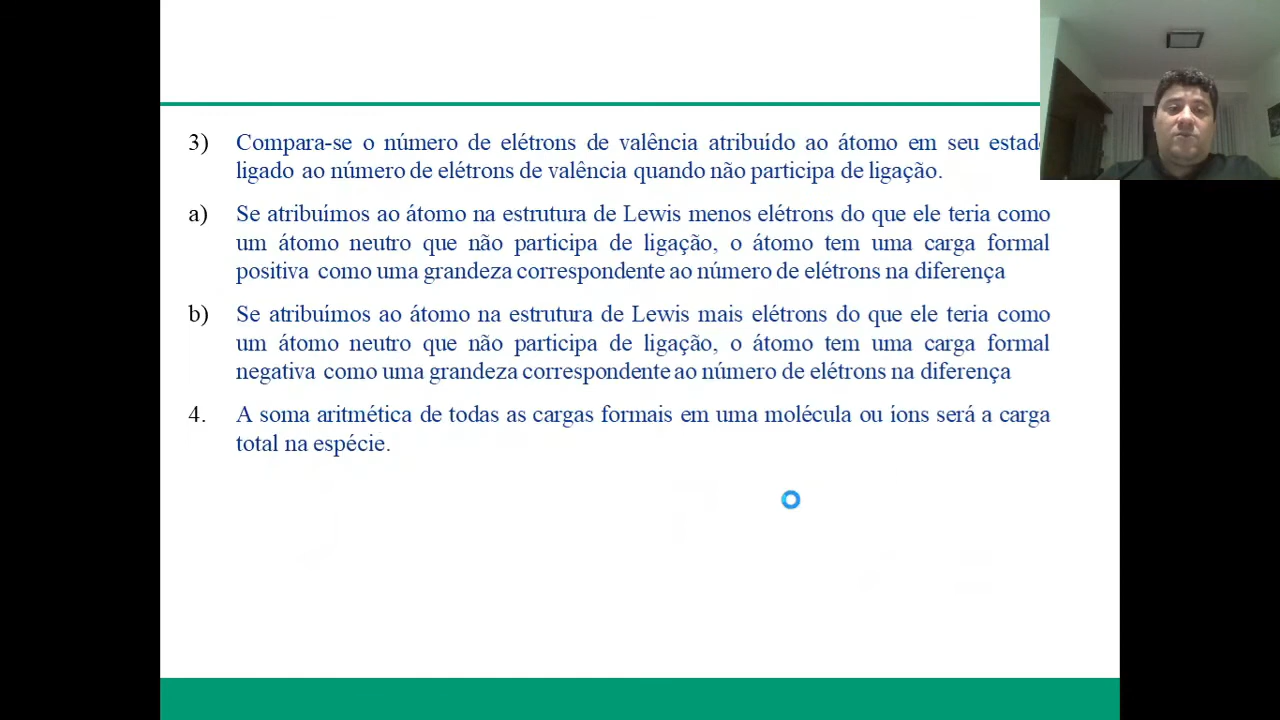 3) Compara-se o número de elétrons de valência atribuído ao átomo em seu estad
ligado ao número de elétrons de valência quando não participa de ligação.
a) Se atribuímos ao átomo na estrutura de Lewis menos elétrons do que ele teria como
um átomo neutro que não participa de ligação, o átomo tem uma carga formal
positiva como uma grandeza correspondente ao número de elétrons na diferença
b) Se atribuímos ao átomo na estrutura de Lewis mais elétrons do que ele teria como
um átomo neutro que não participa de ligação, o átomo tem uma carga formal
negativa como uma grandeza correspondente ao número de elétrons na diferença
4. A soma aritmética de todas as cargas formais em uma molécula ou íons será a carga
total na espécie.